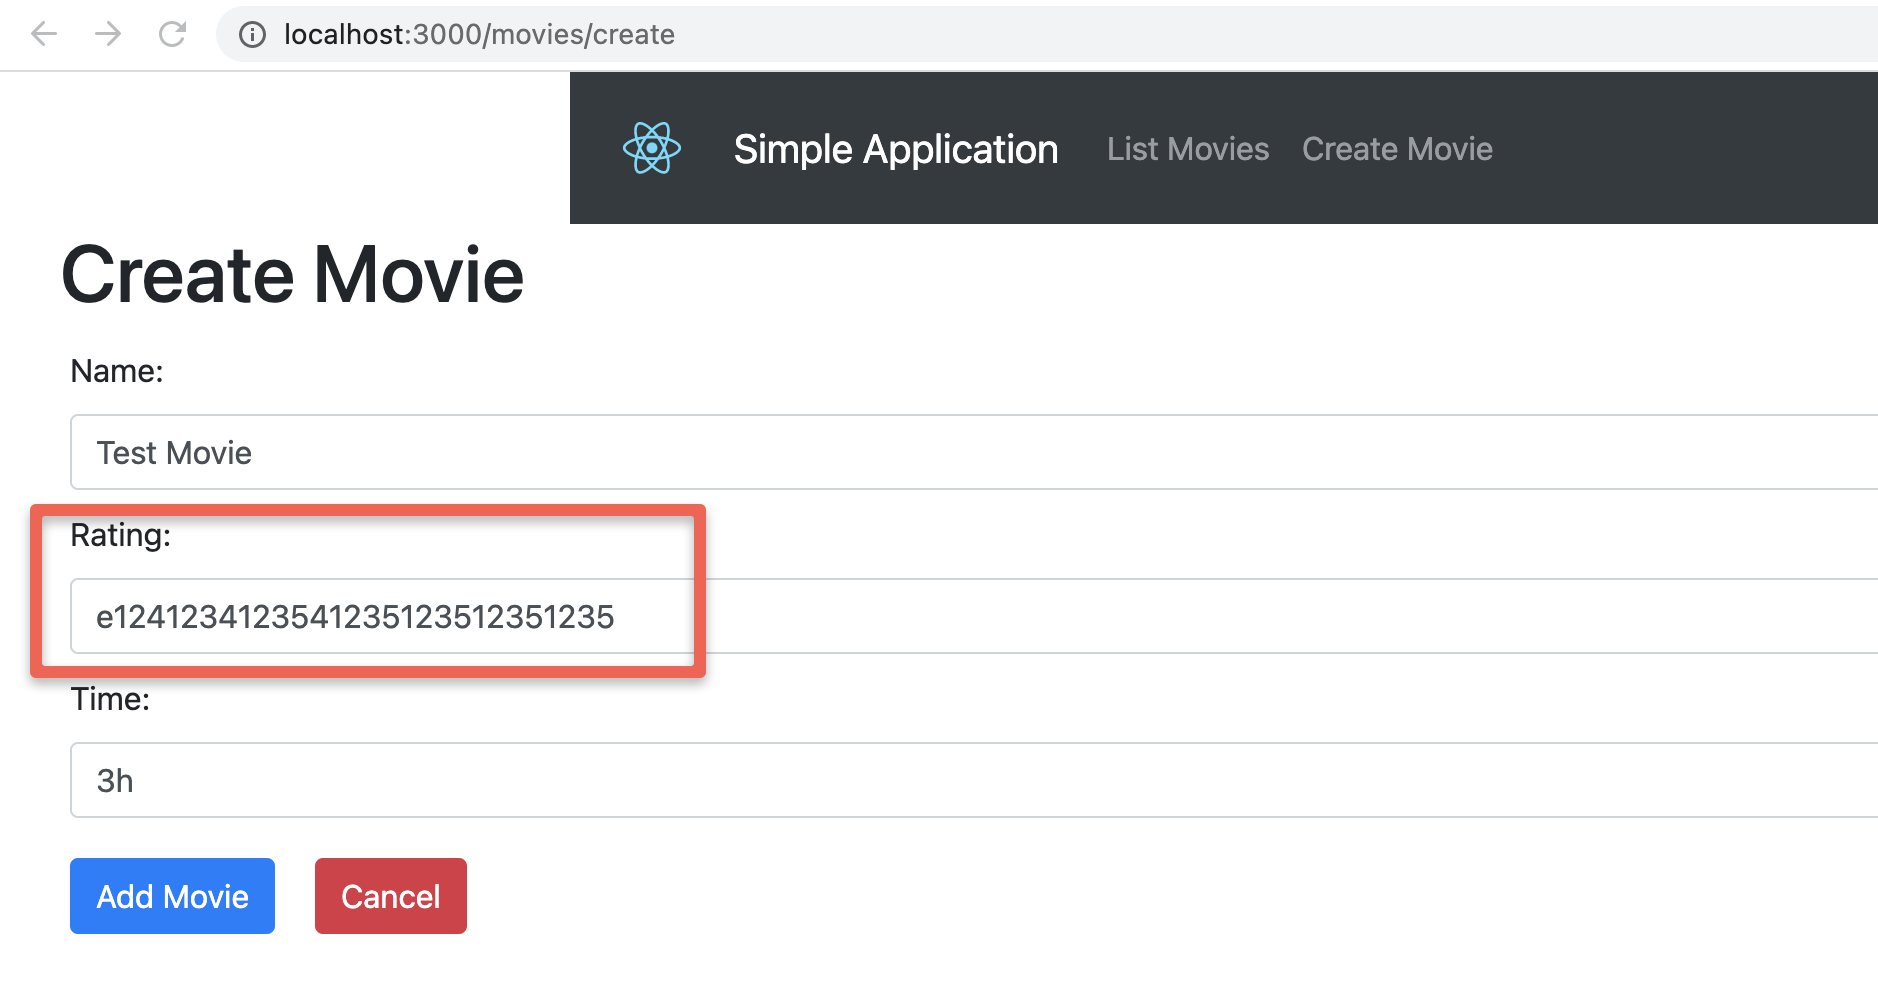 localhost:3000/movies/create
Simple Application List Movies Create Movie
Create Movie
Name:
Test Movie
Rating:
e1241234123541235123512351235
Time:
3h
Add Movie Cancel